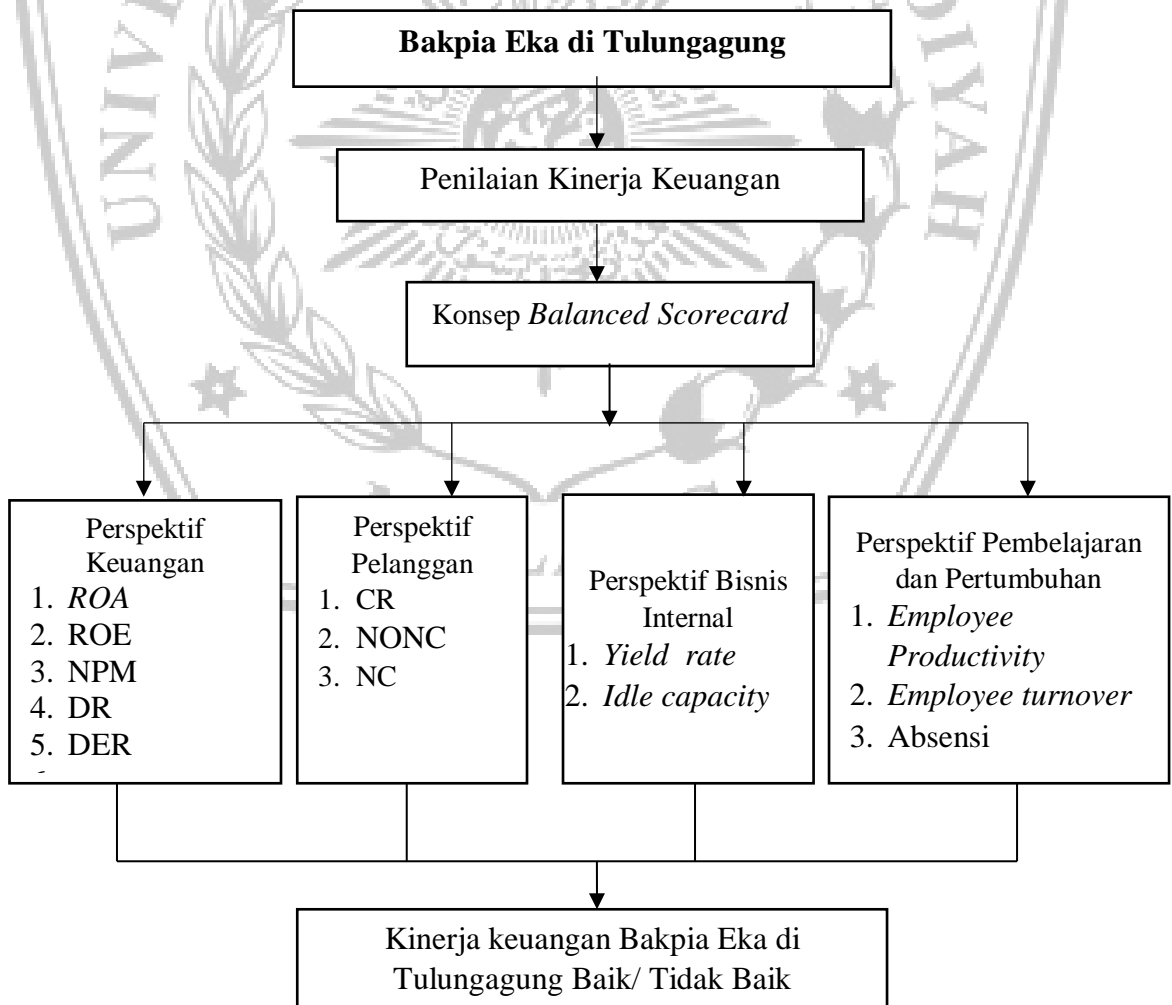 Bakpia Eka di Tulungagung
Penilaian Kinerja Keuangan
Konsep Balanced Scorecard
Perspektif
Keuangan
1. ROA
2. ROE
3. NPM
4. DR
5. DER
Perspektif
Pelanggan
1. CR
2. NONC
3. NC
Perspektif Bisnis
Internal
1. Yield rate
2. Idle capacity
Perspektif Pembelajaran
dan Pertumbuhan
1. Employee
Productivity
2. Employee turnover
3. Absensi
Kinerja keuangan Bakpia Eka di
Tulungagung Baik/ Tidak Baik